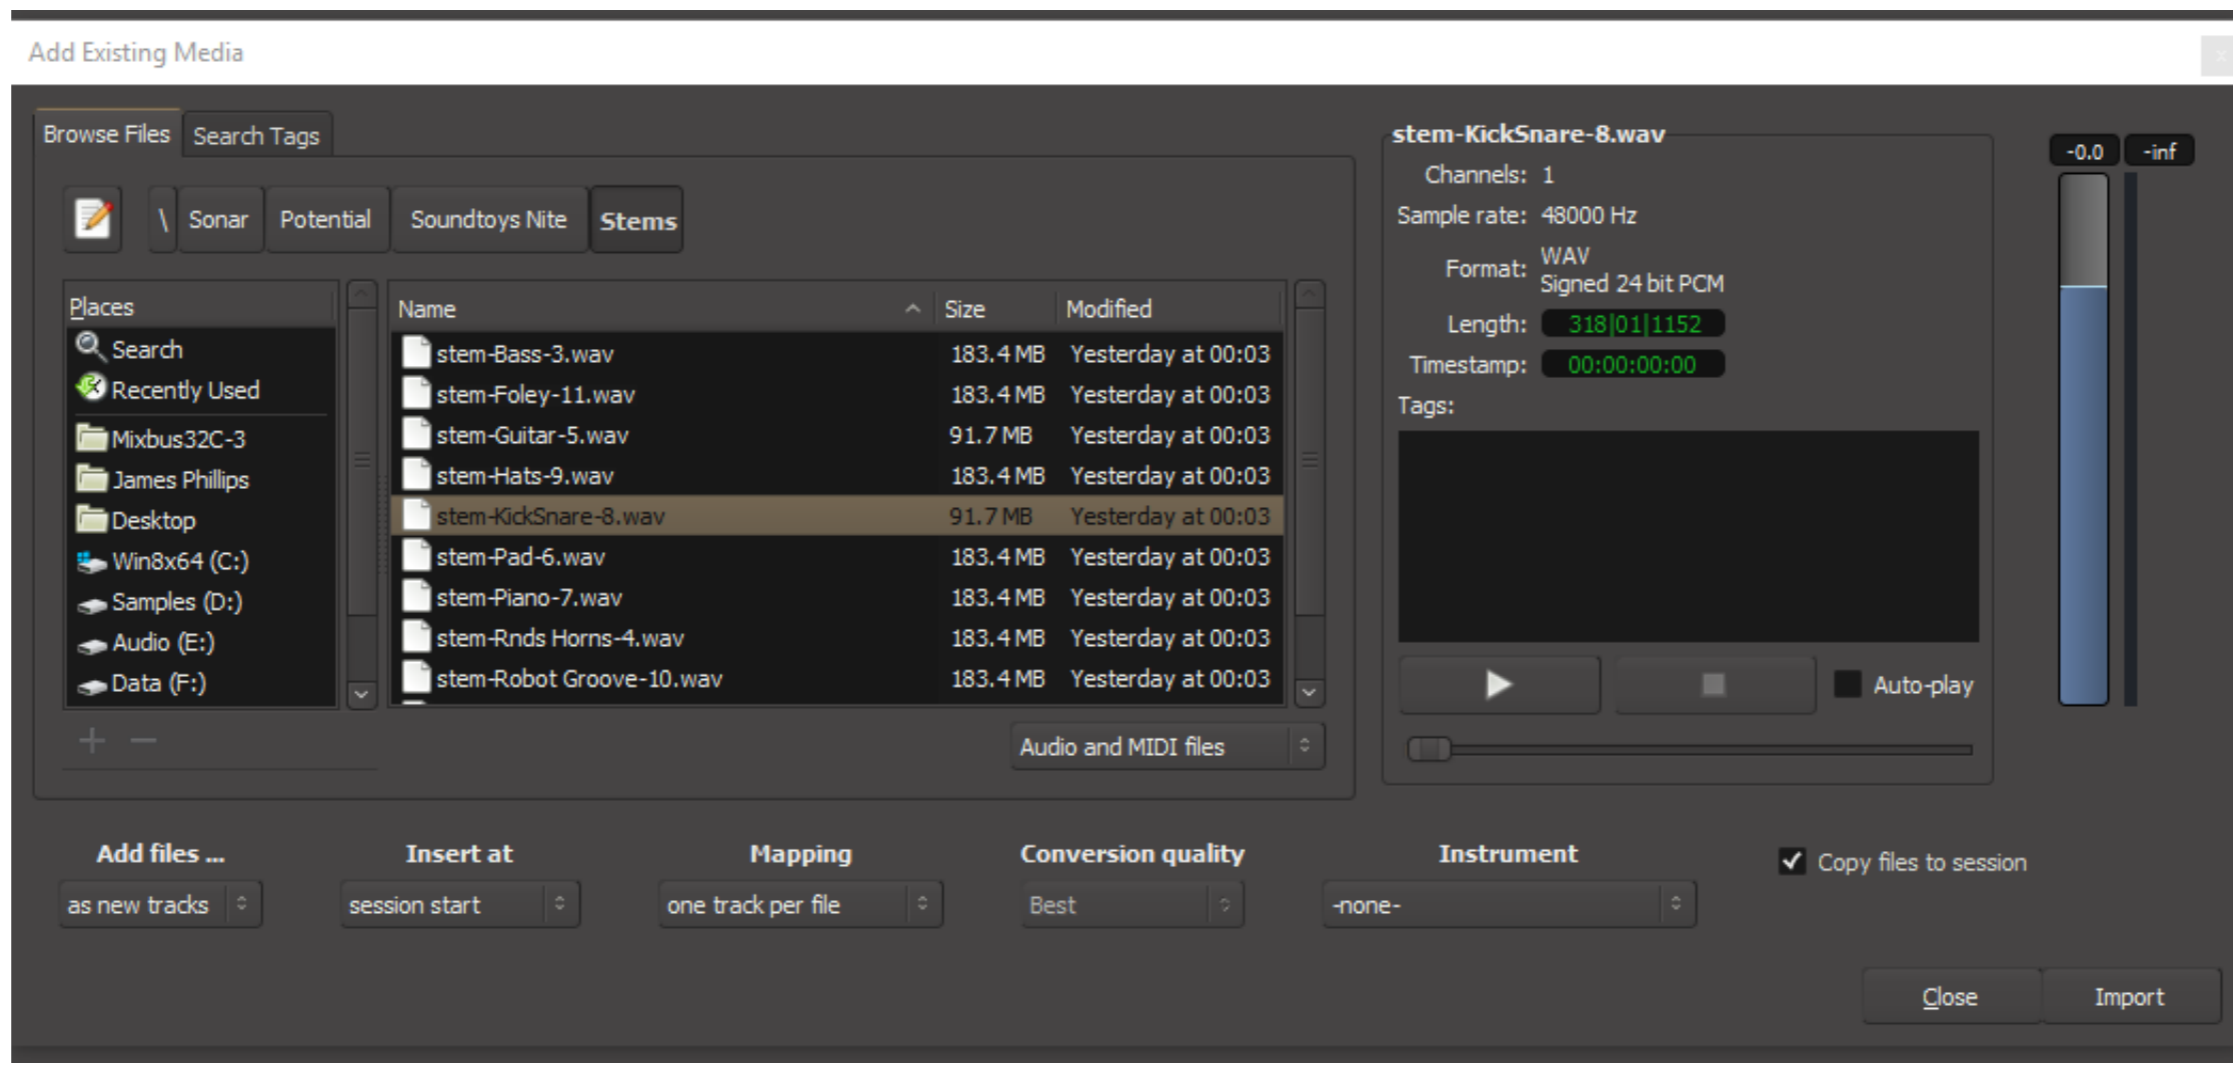 Add Existing Media
x
Browse Files
Search Tags
\ Sonar Potential Soundtoys Nite Stems
Places
Search
Recently Used
Mixbus32C-3
James Phillips
Desktop
Win8x64 (C:)
Samples (D:)
Audio (E:)
Data (F:)
Name Size Modified
stem-Bass-3.wav 183.4 MB Yesterday at 00:03
stem-Foley-11.wav 183.4 MB Yesterday at 00:03
stem-Guitar-5.wav 91.7 MB Yesterday at 00:03
stem-Hats-9.wav 183.4 MB Yesterday at 00:03
stem-KickSnare-8.wav 91.7 MB Yesterday at 00:03
stem-Pad-6.wav 183.4 MB Yesterday at 00:03
stem-Piano-7.wav 183.4 MB Yesterday at 00:03
stem-Rnds Horns-4.wav 183.4 MB Yesterday at 00:03
stem-Robot Groove-10.wav 183.4 MB Yesterday at 00:03
Audio and MIDI files
stem-KickSnare-8.wav
Channels: 1
Sample rate: 48000 Hz
Format: WAV
Signed 24 bit PCM
Length: 318|01|1152
Timestamp: 00:00:00:00
Tags:
Auto-play
-0.0 -inf
Add files ...
as new tracks
Insert at
session start
Mapping
one track per file
Conversion quality
Best
Instrument
-none-
Copy files to session
Close
Import